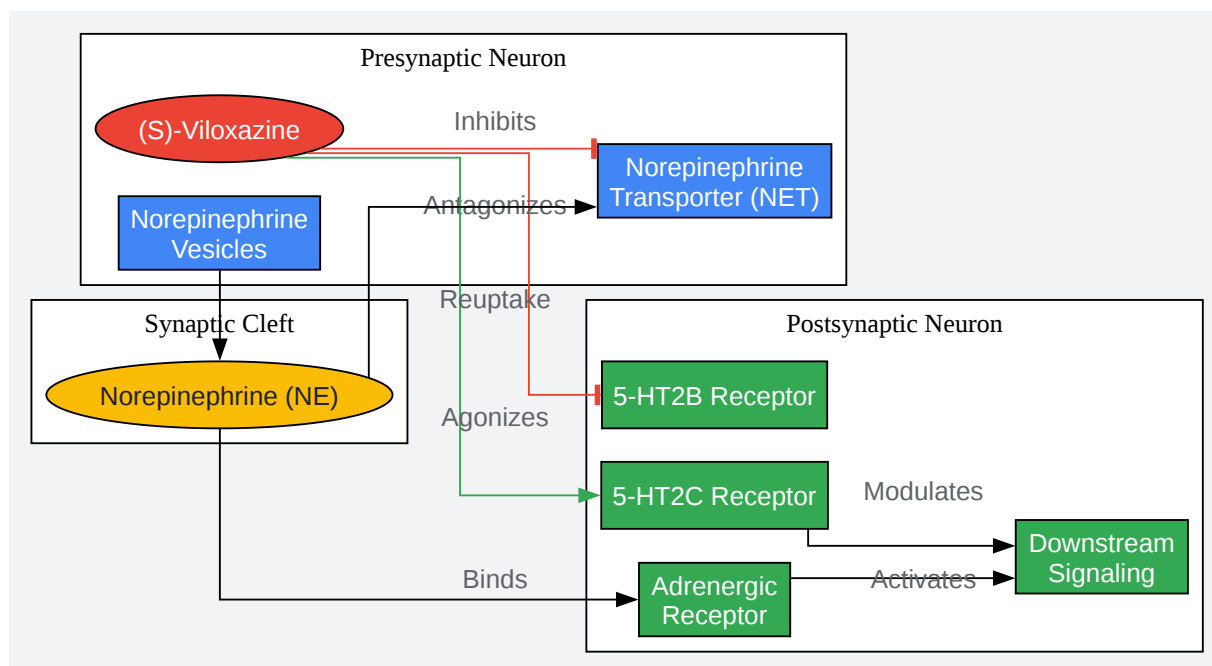 Presynaptic Neuron
(S)-Viloxazine
Inhibits
Norepinephrine
Transporter (NET)
Antagonizes
Norepinephrine
Vesicles
Reuptake
Synaptic Cleft
Norepinephrine (NE)
Postsynaptic Neuron
5-HT2B Receptor
Agonizes
5-HT2C Receptor
Modulates
Downstream
Signaling
Binds
Adrenergic
Receptor
Activates